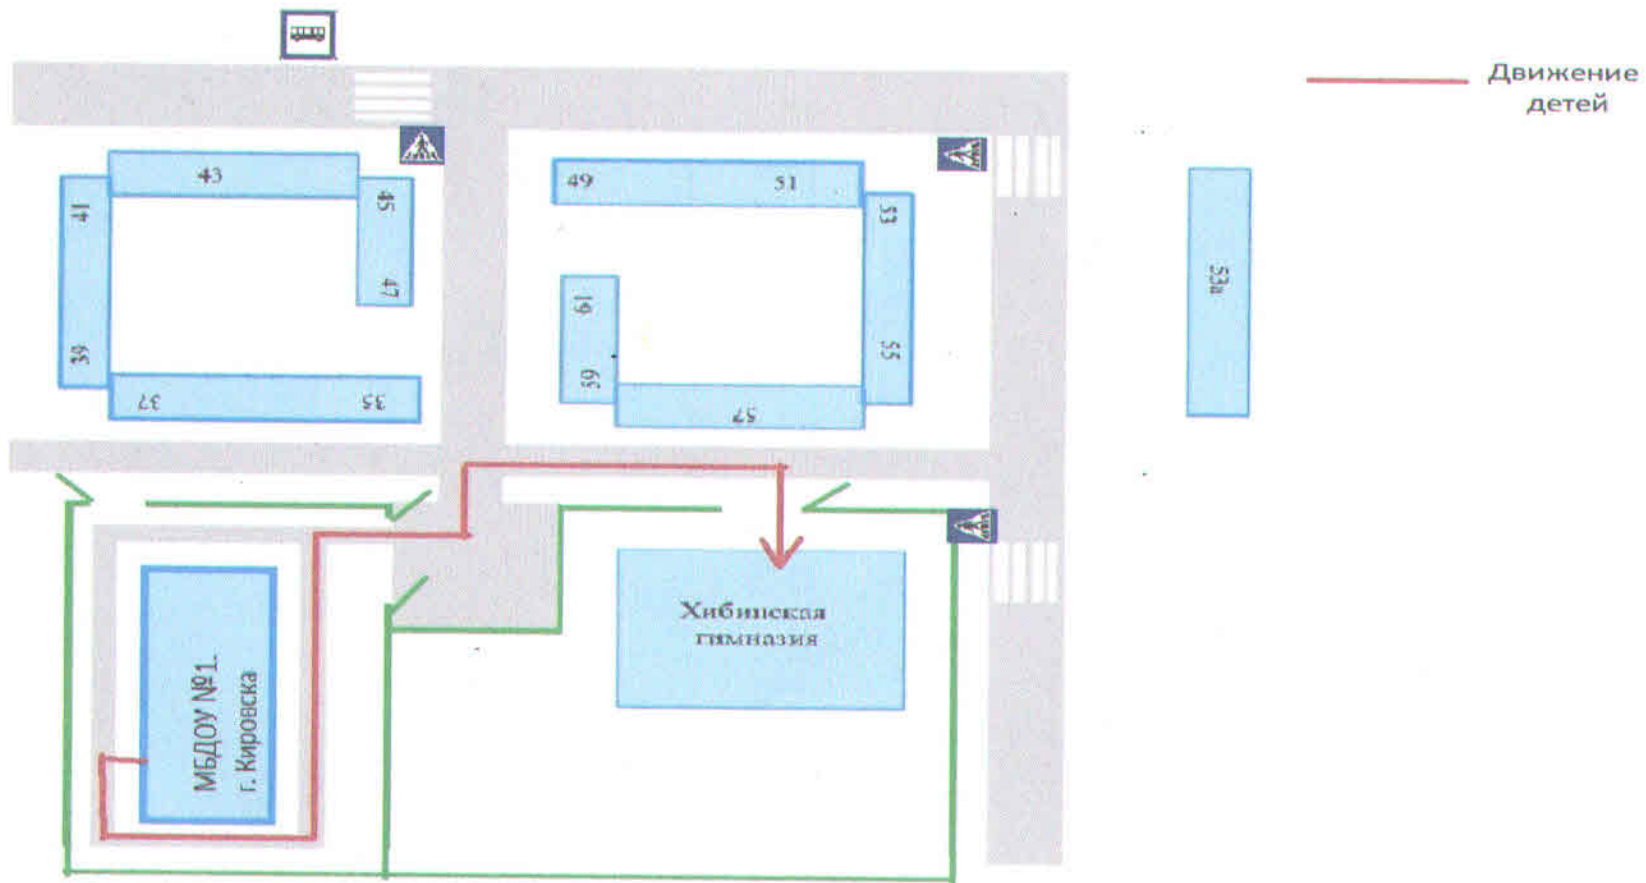 Движение
детей
43
41
45
47
39
37
35
49
51
53
61
59
57
55
53а
Хибинская
гимназия
МБДОУ №1.
г. Кировска